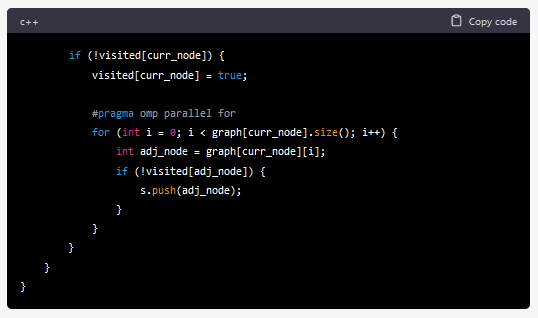 c++
Copy code
if (!visited[curr_node]) {
visited[curr_node] = true;
#pragma omp parallel for
for (int i = 0; i < graph[curr_node].size(); i++) {
int adj_node = graph[curr_node][i];
if (!visited[adj_node]) {
s.push(adj_node);
}
}
}
}
}